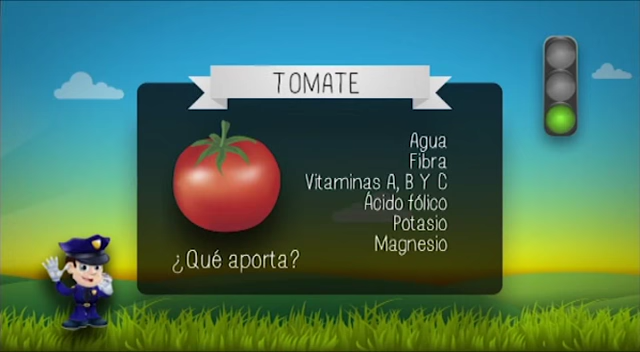 TOMATE
Agua
Fibra
Vitaminas A, B Y C
Ácido fólico
Potasio
Magnesio
¿Qué aporta?